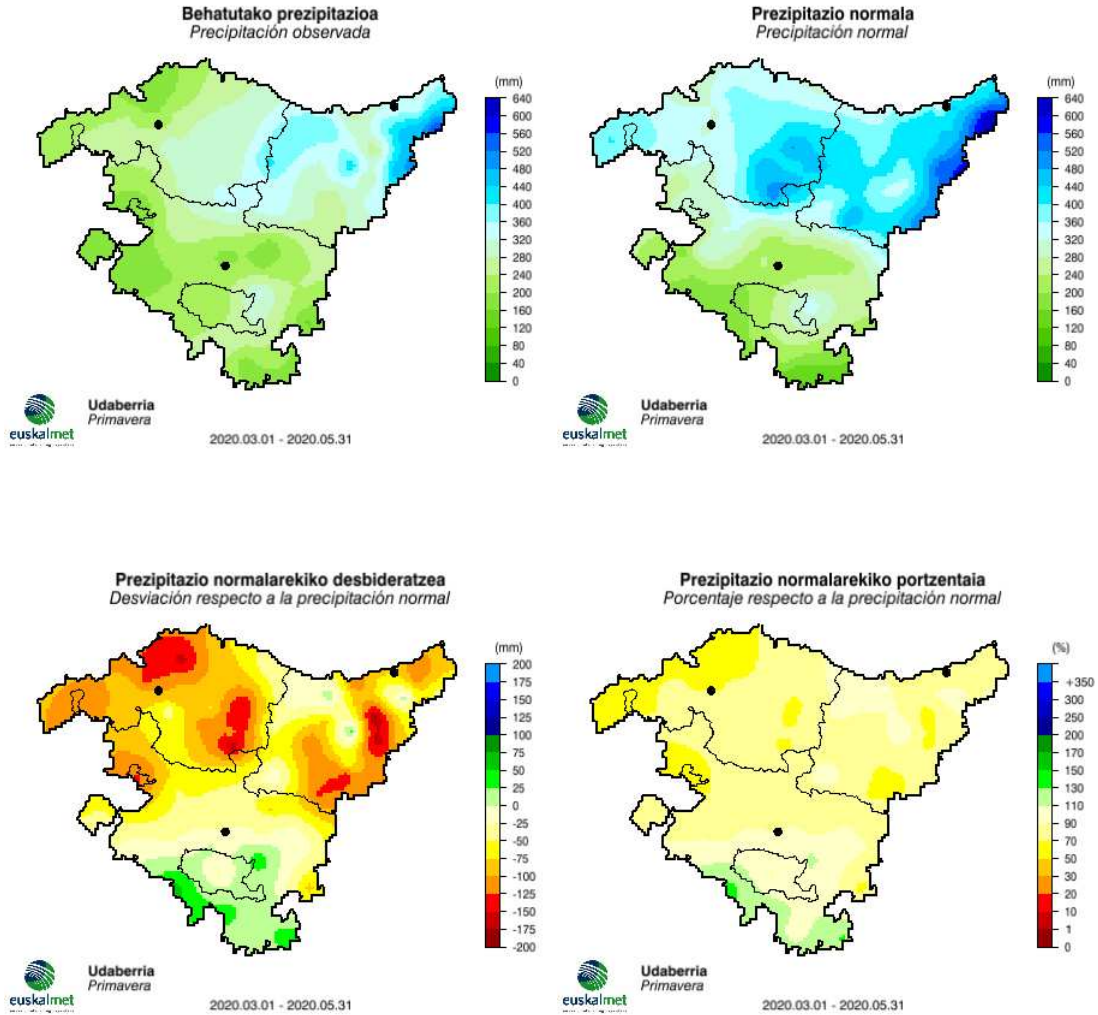 Behatutako prezipitazioa
Precipitación observada
(mm)
640
600
560
520
480
440
400
360
320
280
240
200
160
120
80
40
0
euskalmet
Udaberria
Primavera
2020.03.01 - 2020.05.31
Prezipitazio normala
Precipitación normal
(mm)
640
600
560
520
480
440
400
360
320
280
240
200
160
120
80
40
0
euskalmet
Udaberria
Primavera
2020.03.01 - 2020.05.31
Prezipitazio normalarekiko desbideratzea
Desviación respecto a la precipitación normal
(mm)
200
175
150
125
100
75
50
25
0
-25
-50
-75
-100
-125
-150
-175
-200
euskalmet
Udaberria
Primavera
2020.03.01 - 2020.05.31
Prezipitazio normalarekiko portzentaia
Porcentaje respecto a la precipitación normal
(%)
+350
300
250
200
170
150
130
110
90
70
50
30
20
10
1
0
euskalmet
Udaberria
Primavera
2020.03.01 - 2020.05.31